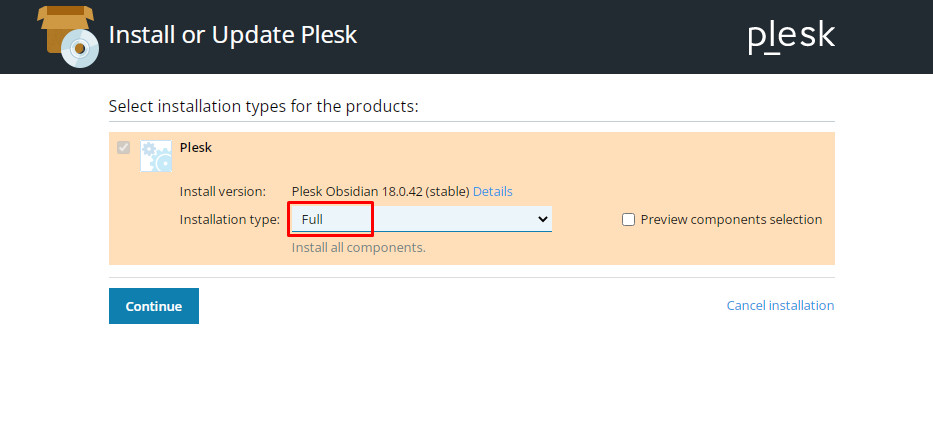 Install or Update Plesk
plesk
Select installation types for the products:
Plesk
Install version: Plesk Obsidian 18.0.42 (stable) Details
Installation type: Full Preview components selection
Install all components.
Continue Cancel installation